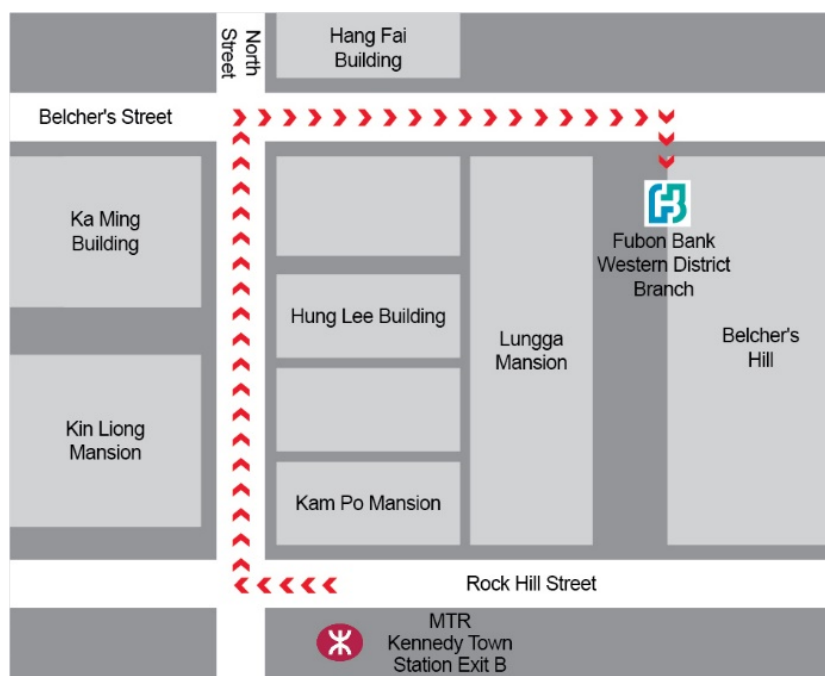 Hang Fai
Building
North
Street
Belcher's Street
Ka Ming
Building
Fubon Bank
Western District
Branch
Hung Lee Building
Lungga
Mansion
Belcher's
Hill
Kin Liong
Mansion
Kam Po Mansion
Rock Hill Street
MTR
Kennedy Town
Station Exit B